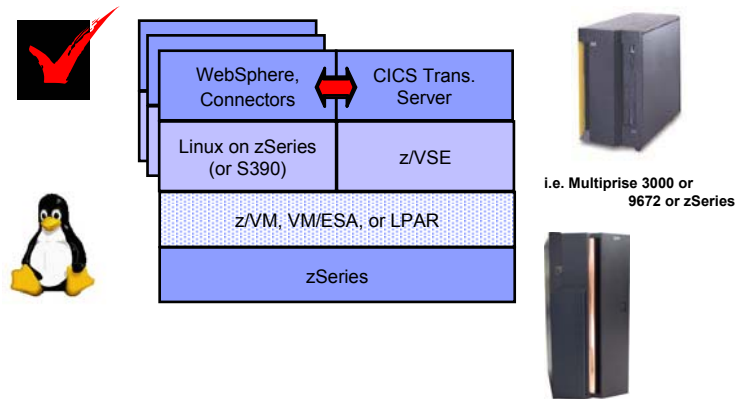 WebSphere,
Connectors
CICS Trans.
Server
Linux on zSeries
(or S390)
z/VSE
z/VM, VM/ESA, or LPAR
zSeries
i.e. Multiprise 3000 or
9672 or zSeries